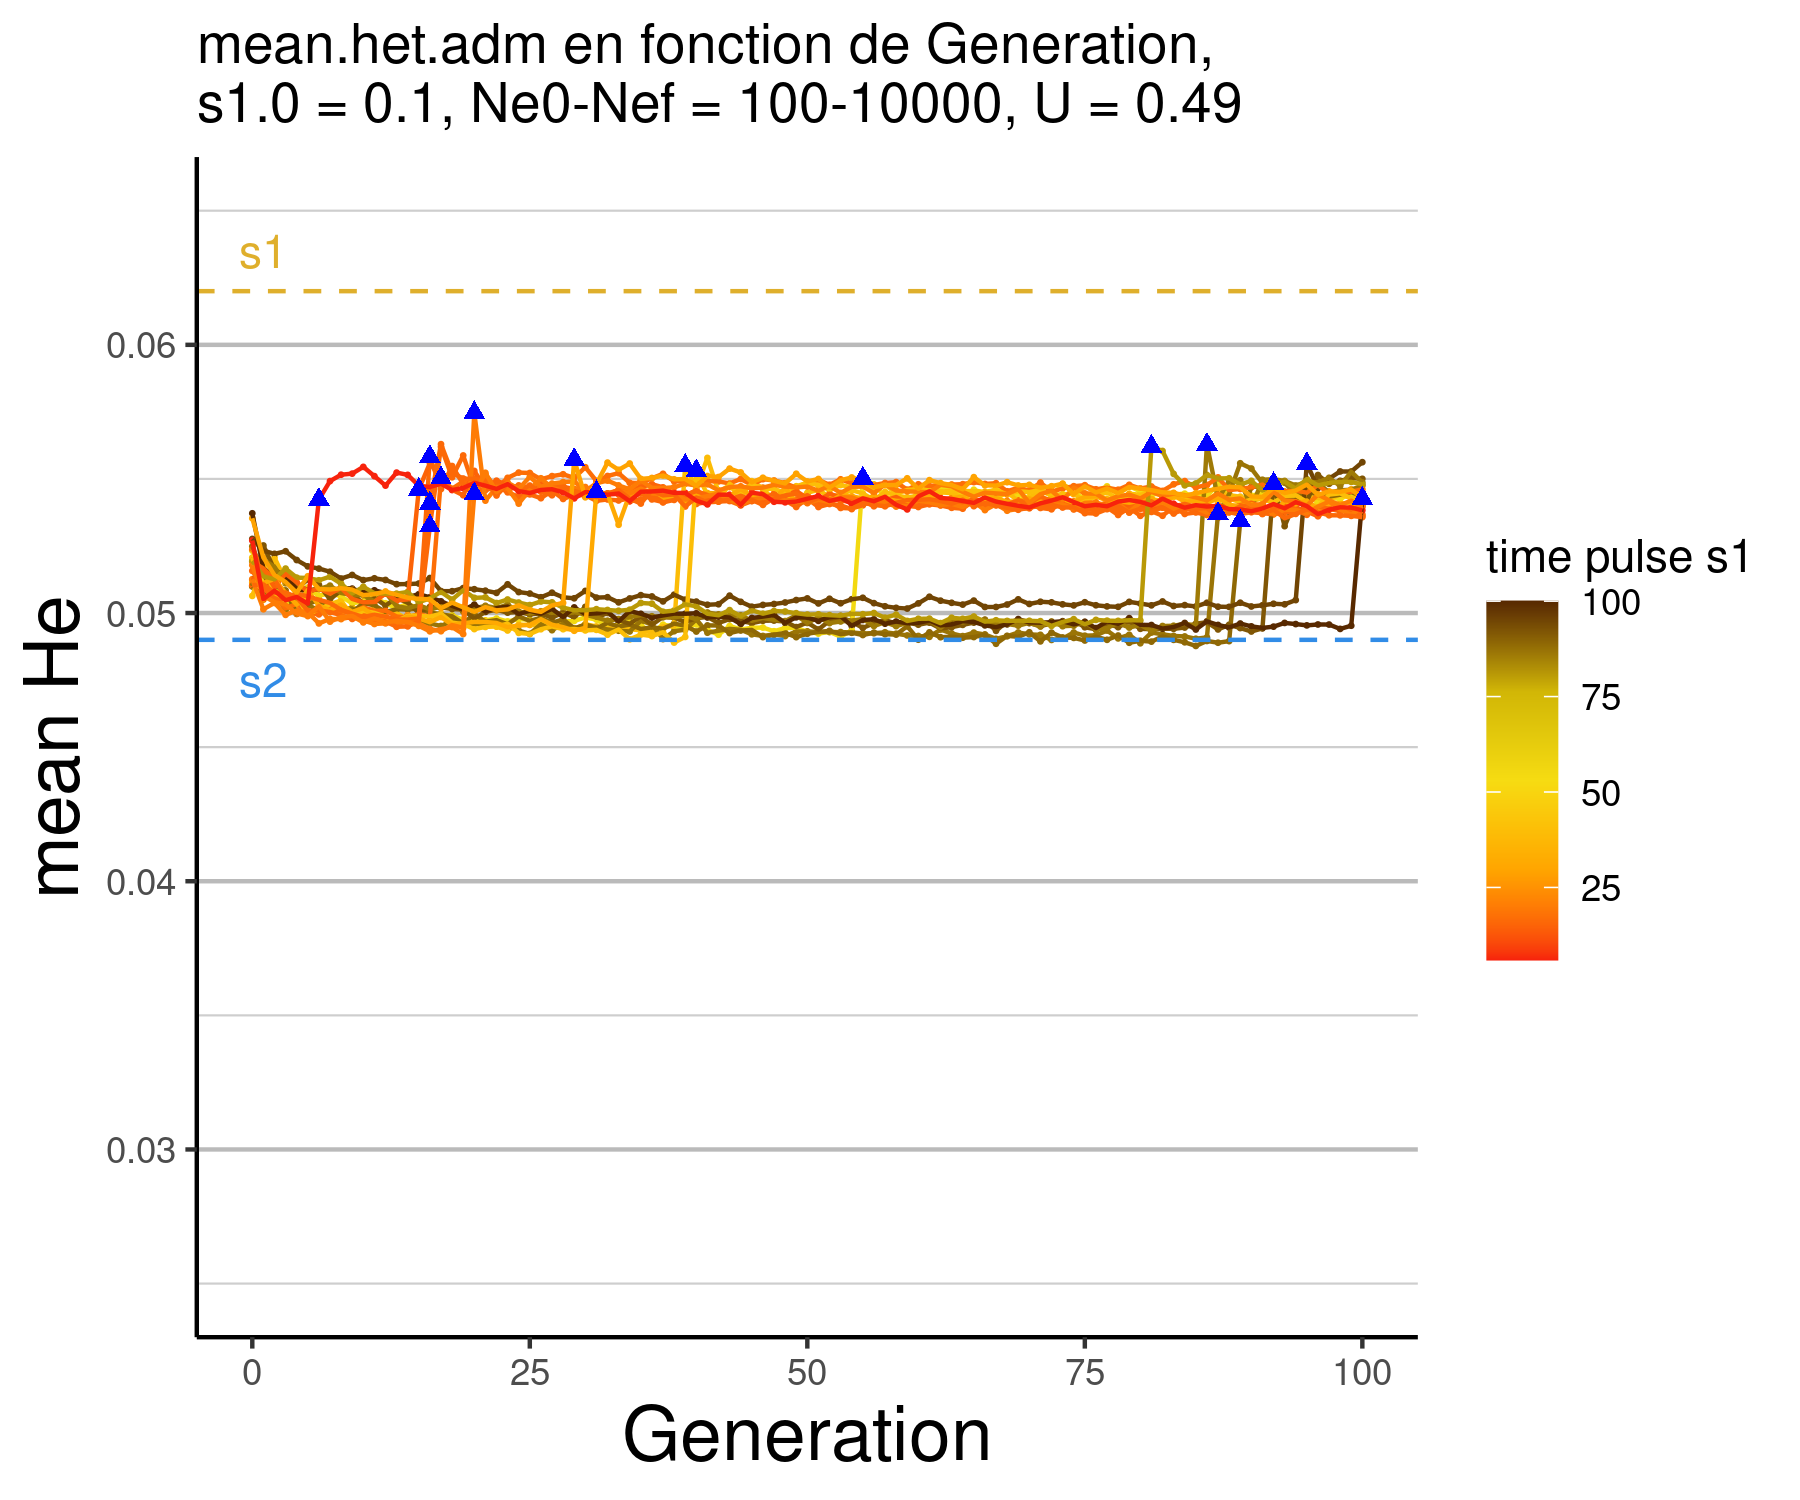 mean.het.adm en fonction de Generation,
s1.0 = 0.1, Ne0-Nef = 100-10000, U = 0.49
s1
0.06
0.05
s2
0.04
0.03
mean He
0 25 50 75 100
Generation
time pulse s1
100
75
50
25